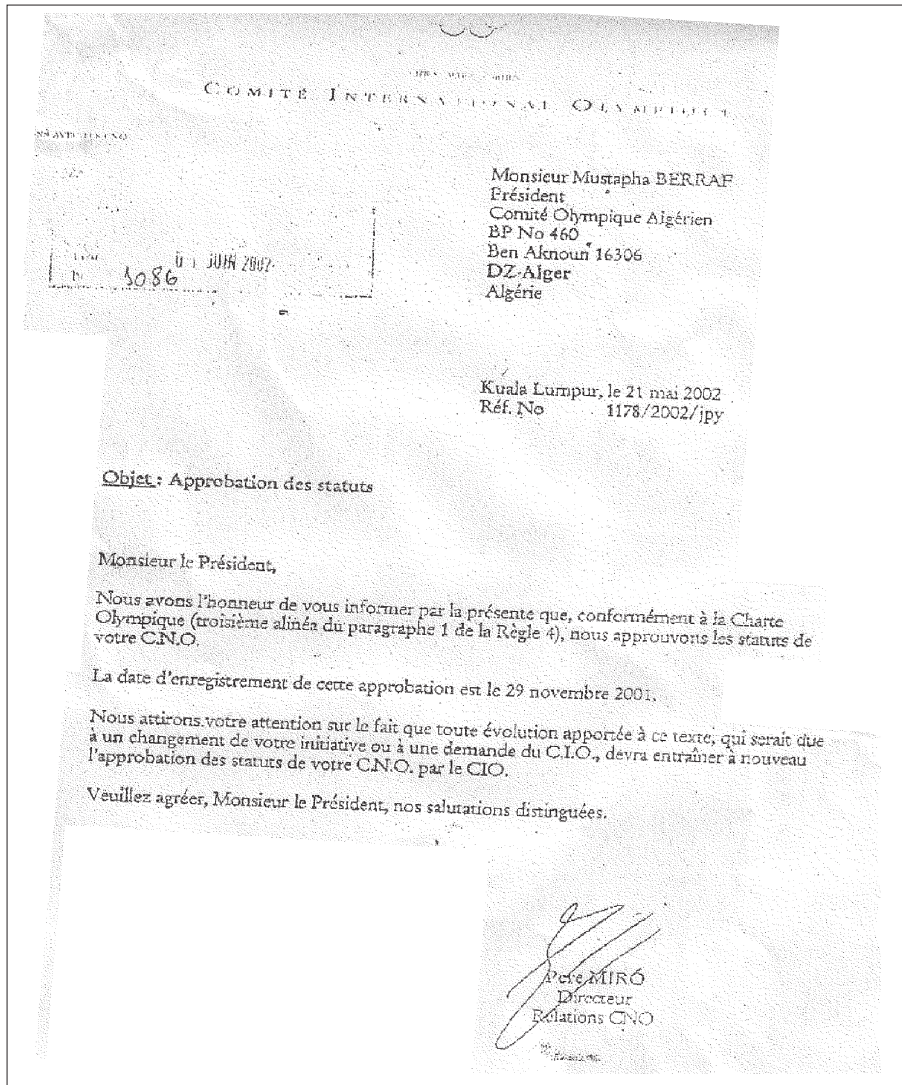 COMITÉ INTERNATIONAL OLYMPIQUE
Monsieur Mustapha BERRAF
Président
Comité Olympique Algérien
BP No 460
Ben Aknoun 16306
DZ-Alger
Algérie
JUIN 2002
3086
Kuala Lumpur, le 21 mai 2002
Réf. No 1178/2002/jpy
Objet : Approbation des statuts
Monsieur le Président,
Nous avons l'honneur de vous informer par la présente que, conformément à la Charte
Olympique (troisième alinéa du paragraphe 1 de la Règle 4), nous approuvons les statuts de
votre C.N.O.
La date d'enregistrement de cette approbation est le 29 novembre 2001.
Nous attirons votre attention sur le fait que toute évolution apportée à ce texte, qui serait due
à un changement de votre initiative ou à une demande du C.I.O., devra entraîner à nouveau
l'approbation des statuts de votre C.N.O. par le CIO.
Veuillez agréer, Monsieur le Président, nos salutations distinguées.
Pere MIRÓ
Directeur
Relations CNO